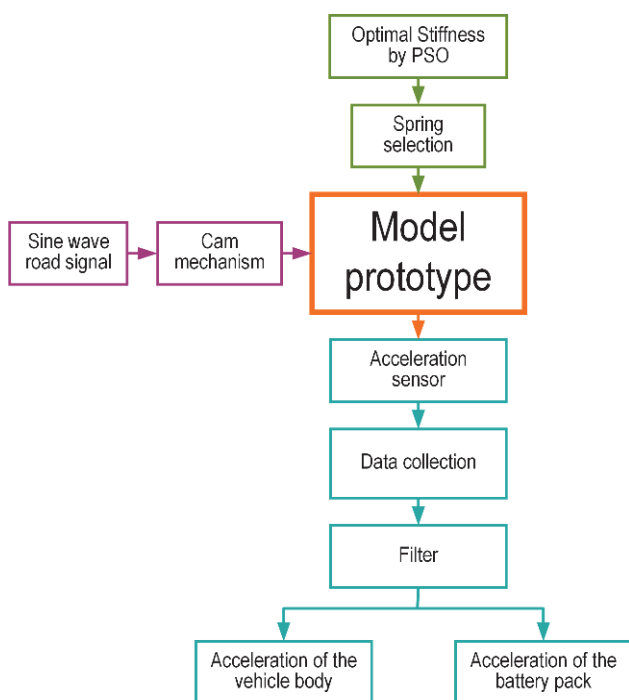 Optimal Stiffness
by PSO
Spring
selection
Model
prototype
Sine wave
road signal
Cam
mechanism
Acceleration
sensor
Data collection
Filter
Acceleration of the
vehicle body
Acceleration of the
battery pack